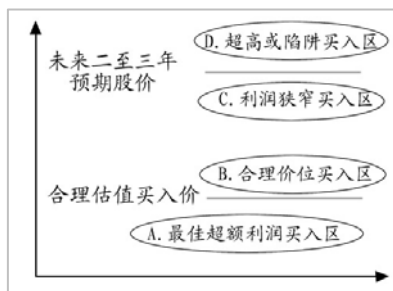 D. 超高或陷阱买入区
未来二至三年
预期股价
C. 利润狭窄买入区
B. 合理价位买入区
合理估值买入价
A. 最佳超额利润买入区